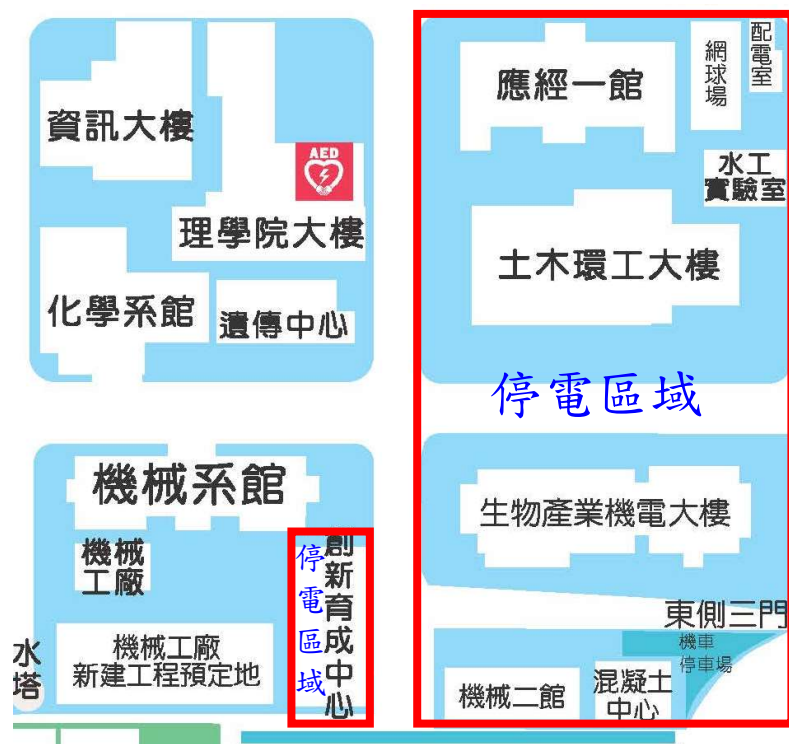 資訊大樓
AED
理學院大樓
化學系館
遺傳中心
應經一館
網球場
配電室
水工
實驗室
土木環工大樓
停電區域
機械系館
機械
工廠
停電區域
創新育成中心
水塔
機械工廠
新建工程預定地
生物產業機電大樓
東側三門
機車
停車場
機械二館
混凝土
中心